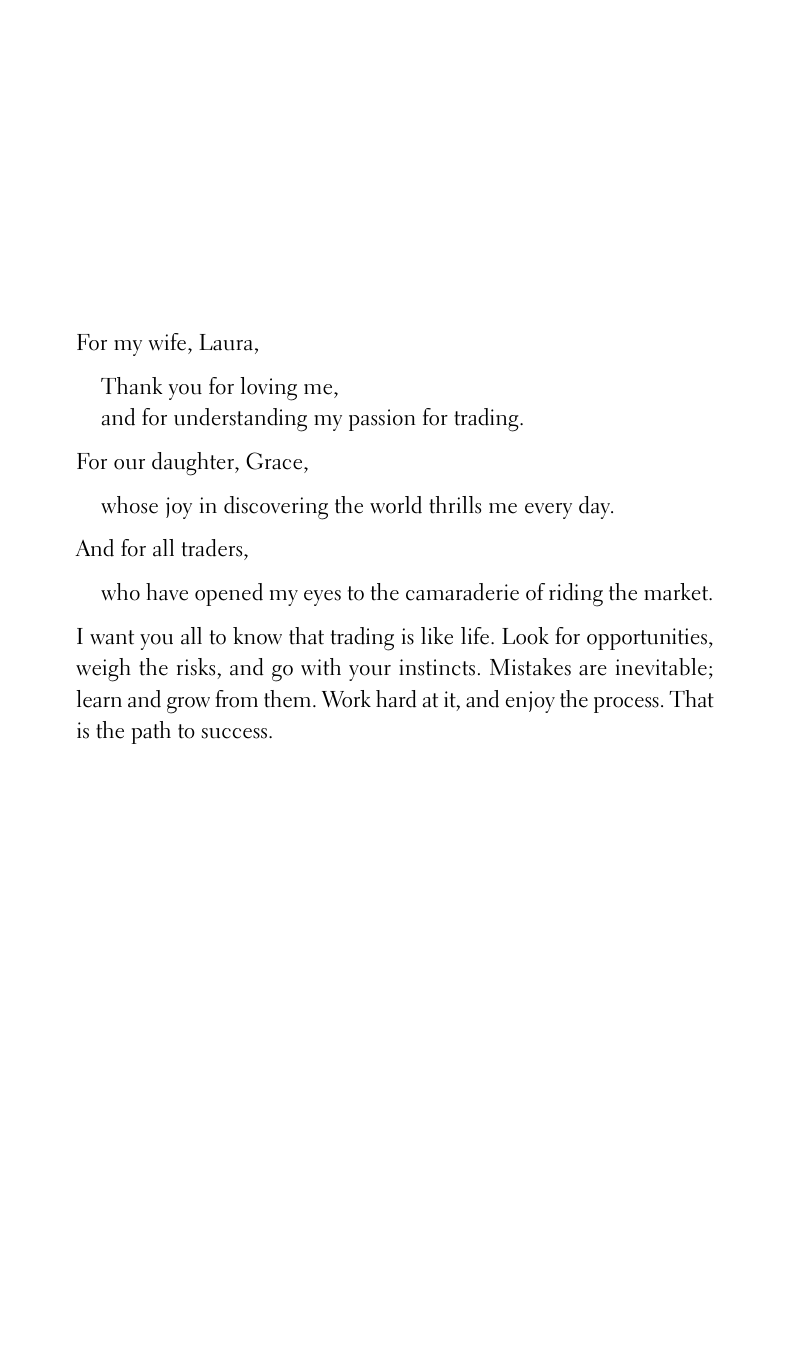 For my wife, Laura,
Thank you for loving me,
and for understanding my passion for trading.
For our daughter, Grace,
whose joy in discovering the world thrills me every day.
And for all traders,
who have opened my eyes to the camaraderie of riding the market.
I want you all to know that trading is like life. Look for opportunities,
weigh the risks, and go with your instincts. Mistakes are inevitable;
learn and grow from them. Work hard at it, and enjoy the process. That
is the path to success.